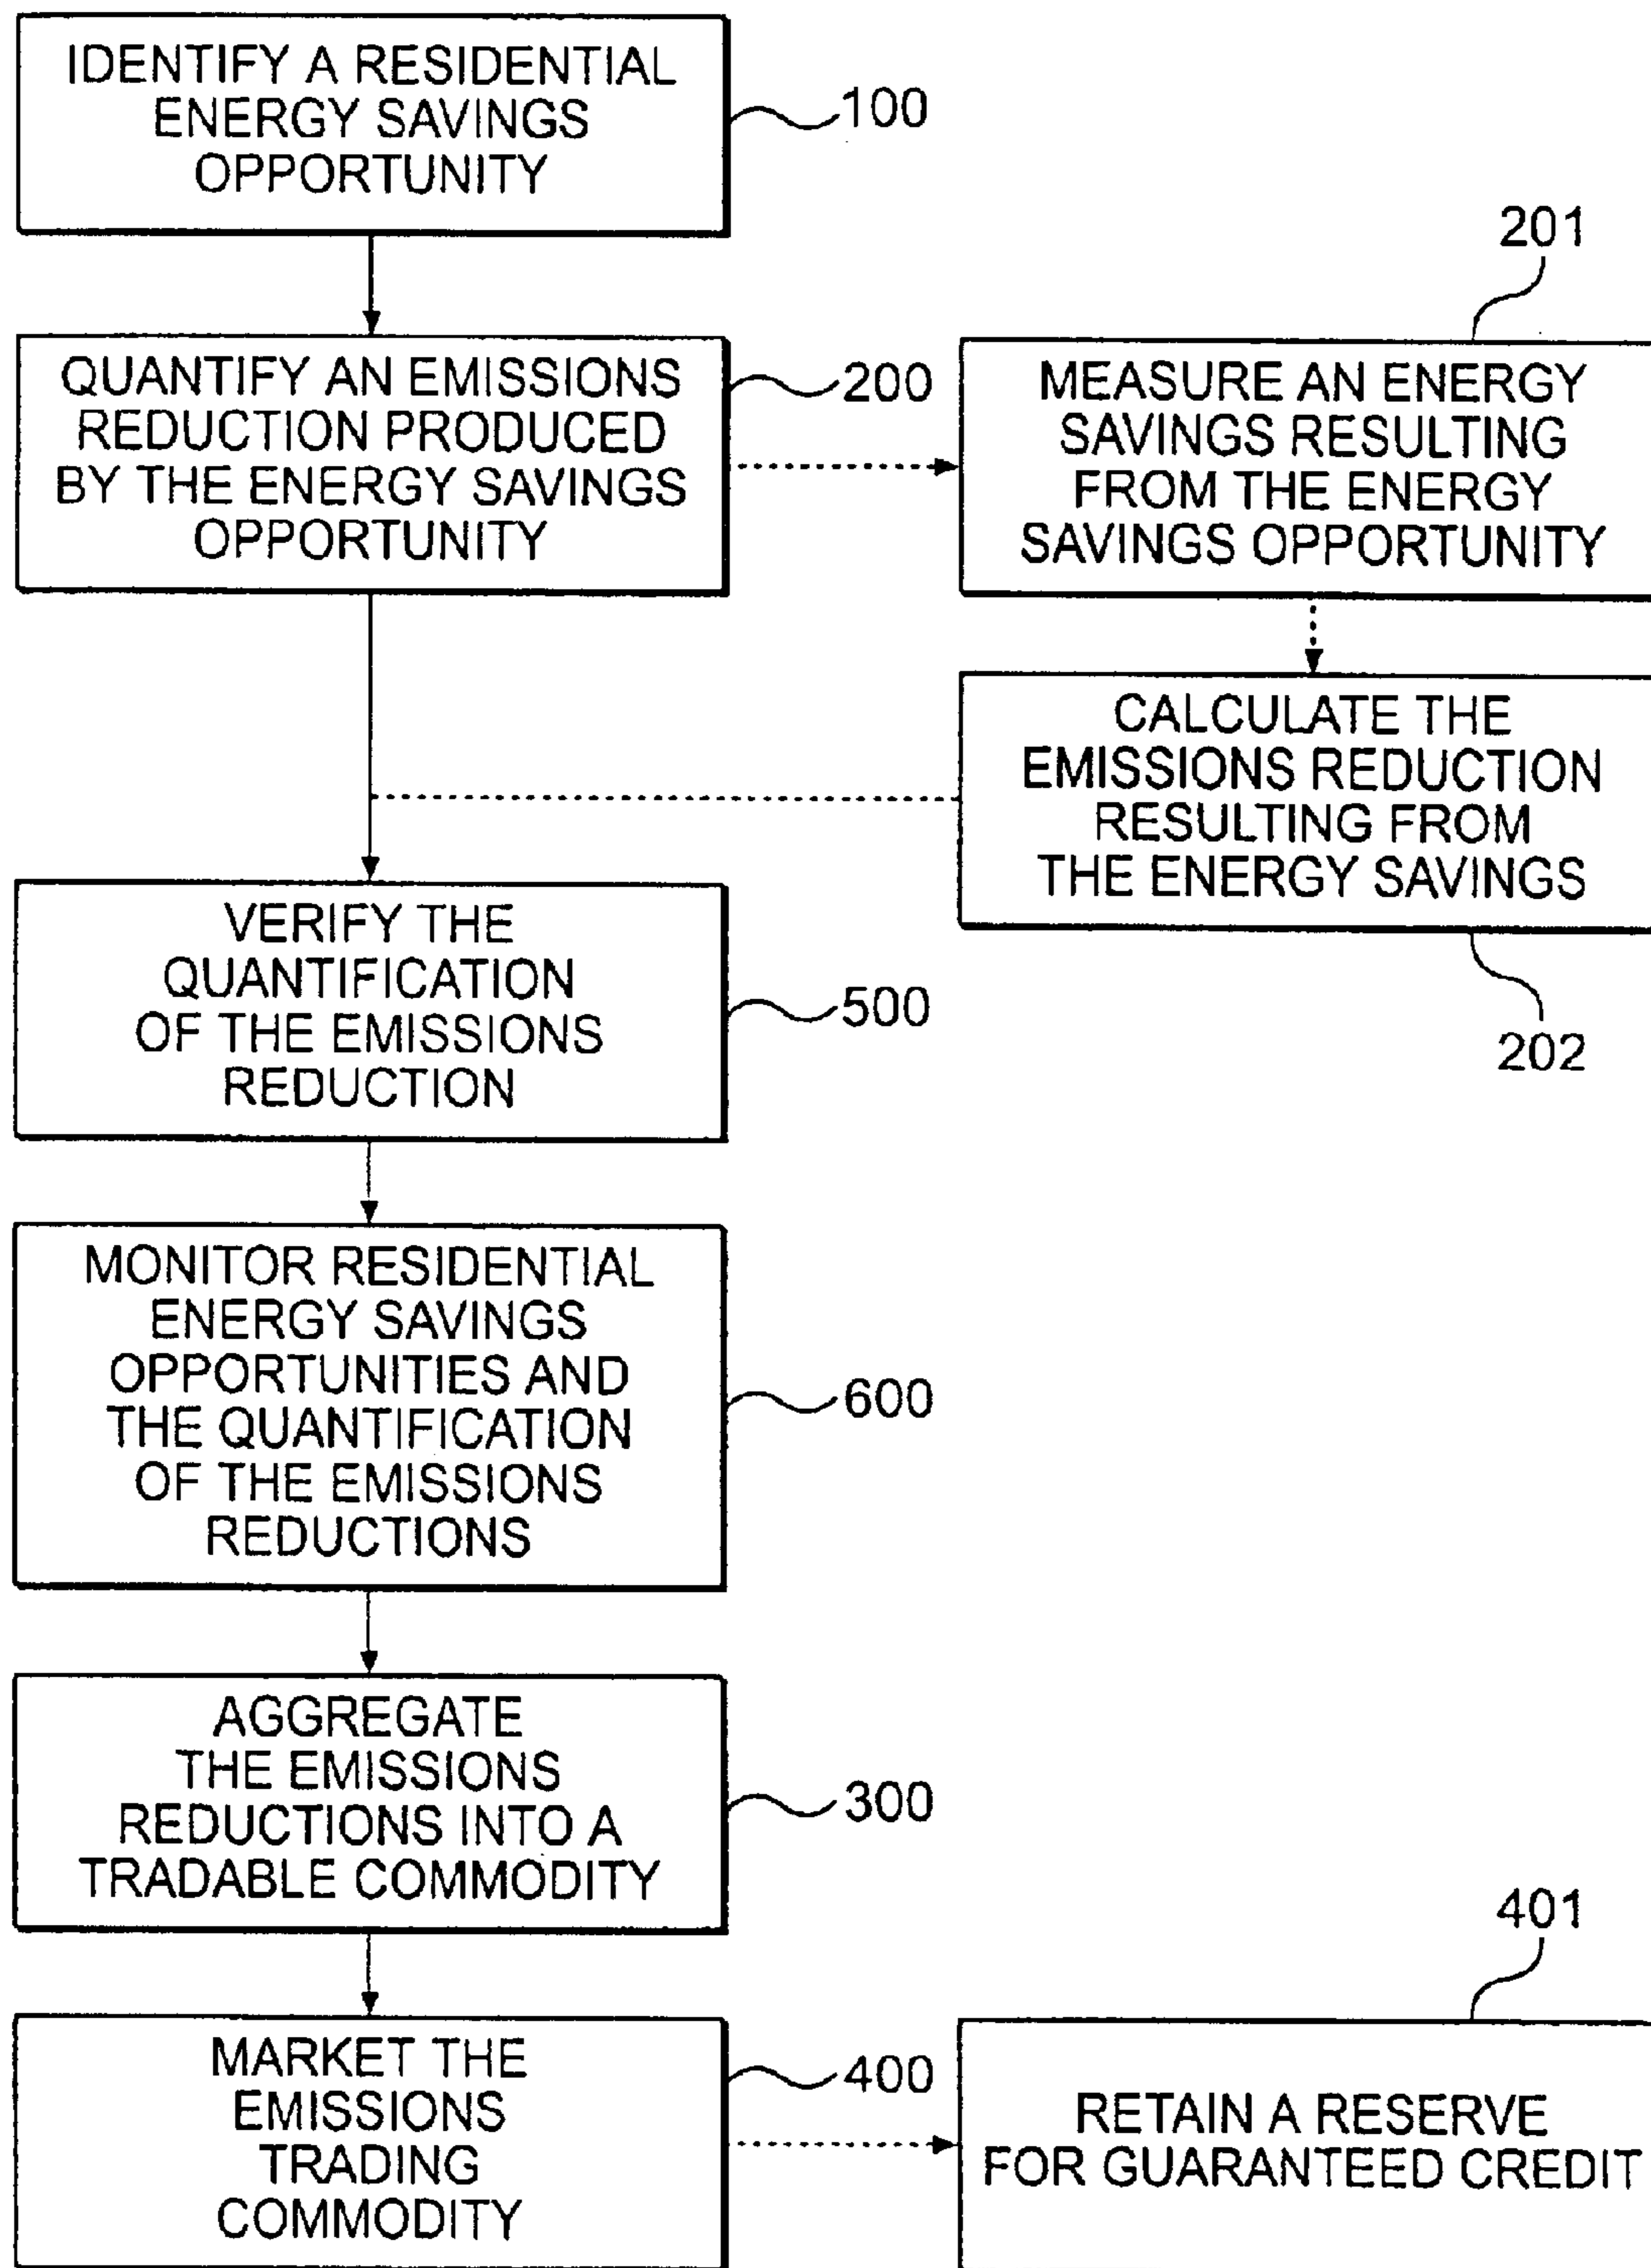 IDENTIFY A RESIDENTIAL
ENERGY SAVINGS
OPPORTUNITY
100
QUANTIFY AN EMISSIONS
REDUCTION PRODUCED
BY THE ENERGY SAVINGS
OPPORTUNITY
200
201
MEASURE AN ENERGY
SAVINGS RESULTING
FROM THE ENERGY
SAVINGS OPPORTUNITY
CALCULATE THE
EMISSIONS REDUCTION
RESULTING FROM
THE ENERGY SAVINGS
202
VERIFY THE
QUANTIFICATION
OF THE EMISSIONS
REDUCTION
500
MONITOR RESIDENTIAL
ENERGY SAVINGS
OPPORTUNITIES AND
THE QUANTIFICATION
OF THE EMISSIONS
REDUCTIONS
600
AGGREGATE
THE EMISSIONS
REDUCTIONS INTO A
TRADABLE COMMODITY
300
MARKET THE
EMISSIONS
TRADING
COMMODITY
400
401
RETAIN A RESERVE
FOR GUARANTEED CREDIT